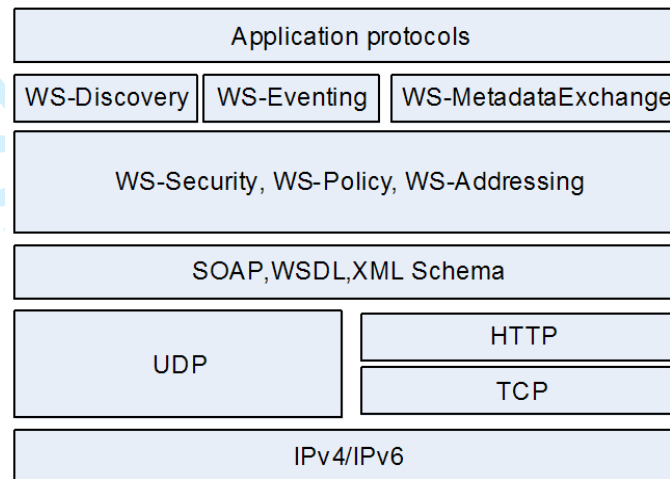 Application protocols
WS-Discovery
WS-Eventing
WS-MetadataExchange
WS-Security, WS-Policy, WS-Addressing
SOAP,WSDL,XML Schema
UDP
HTTP
TCP
IPv4/IPv6